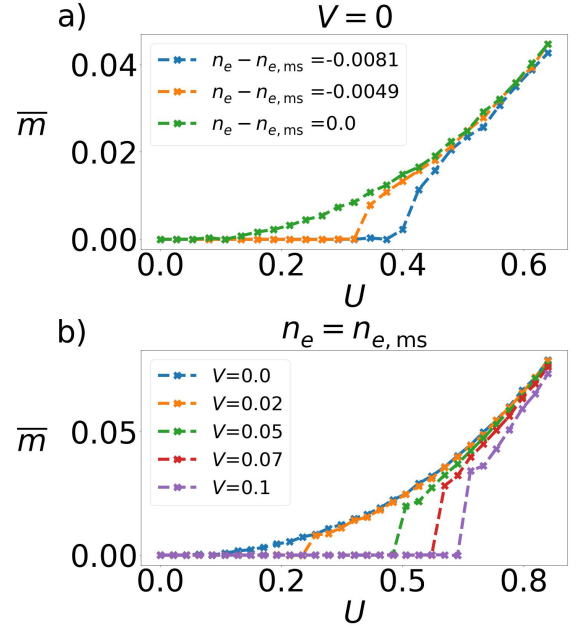 a)
V = 0
m̅
0.04
0.02
0.00
n_e − n_e, ms =-0.0081
n_e − n_e, ms =-0.0049
n_e − n_e, ms =0.0
0.0 0.2 0.4 0.6
U
b)
n_e = n_e, ms
m̅
0.05
0.00
V=0.0
V=0.02
V=0.05
V=0.07
V=0.1
0.0 0.2 0.5 0.8
U